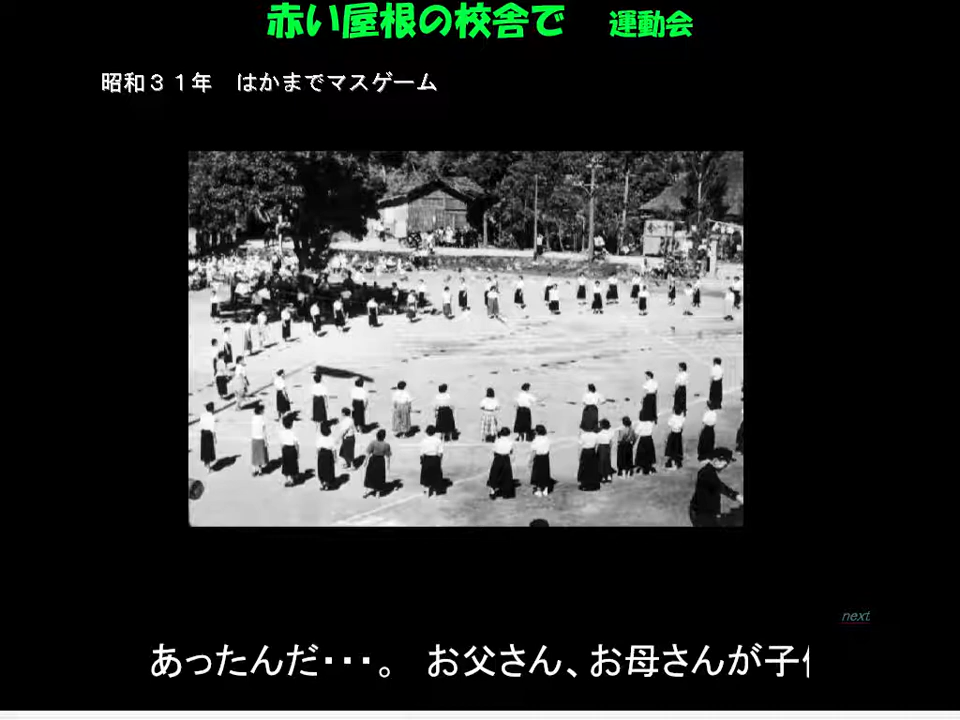 赤い屋根の校舎で　運動会
昭和３１年　はかまでマスゲーム
next
あったんだ・・・。 お父さん、お母さんが子